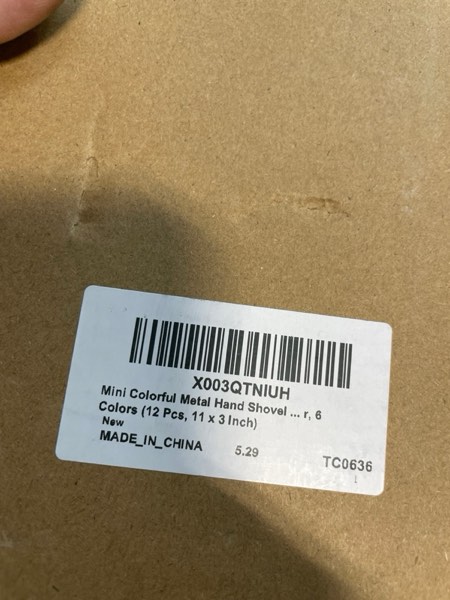 X003QTNIUH
Mini Colorful Metal Hand Shovel ... r, 6
Colors (12 Pcs, 11 x 3 Inch)
New
MADE_IN_CHINA 5.29 TC0636